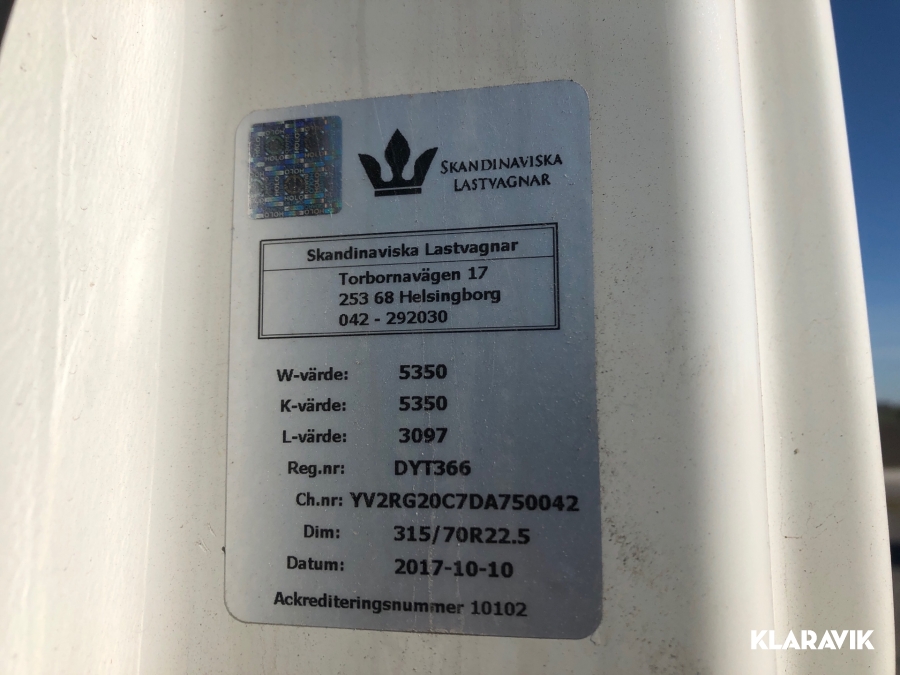 SKANDINAVISKA
LASTVAGNAR
Skandinaviska Lastvagnar
Torbornavägen 17
253 68 Helsingborg
042 - 292030
W-värde: 5350
K-värde: 5350
L-värde: 3097
Reg.nr: DYT366
Ch.nr: YV2RG20C7DA750042
Dim: 315/70R22.5
Datum: 2017-10-10
Ackrediteringsnummer 10102
KLARAVIK